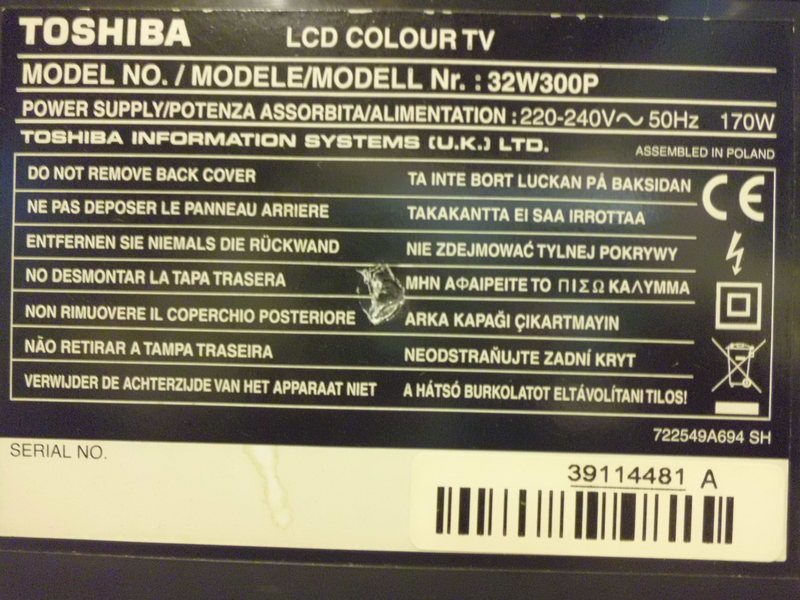 TOSHIBA LCD COLOUR TV
MODEL NO. / MODELE/MODELL Nr. : 32W300P
POWER SUPPLY/POTENZA ASSORBITA/ALIMENTATION : 220-240V～ 50Hz 170W
TOSHIBA INFORMATION SYSTEMS (U.K.) LTD. ASSEMBLED IN POLAND
DO NOT REMOVE BACK COVER
NE PAS DEPOSER LE PANNEAU ARRIERE
ENTFERNEN SIE NIEMALS DIE RÜCKWAND
NO DESMONTAR LA TAPA TRASERA
NON RIMUOVERE IL COPERCHIO POSTERIORE
NÃO RETIRAR A TAMPA TRASEIRA
VERWIJDER DE ACHTERZIJDE VAN HET APPARAAT NIET
TA INTE BORT LUCKAN PÅ BAKSIDAN
TAKAKANTTA EI SAA IRROTTAA
NIE ZDEJMOWAĆ TYLNEJ POKRYWY
ΜΗΝ ΑΦΑΙΡΕΙΤΕ ΤΟ ΠΙΣΩ ΚΑΛΥΜΜΑ
ARKA KAPAĞI ÇIKARTMAYIN
NEODSTRAŇUJTE ZADNÍ KRYT
A HÁTSÓ BURKOLATOT ELTÁVOLÍTANI TILOS!
CE
722549A694 SH
SERIAL NO.
39114481 A